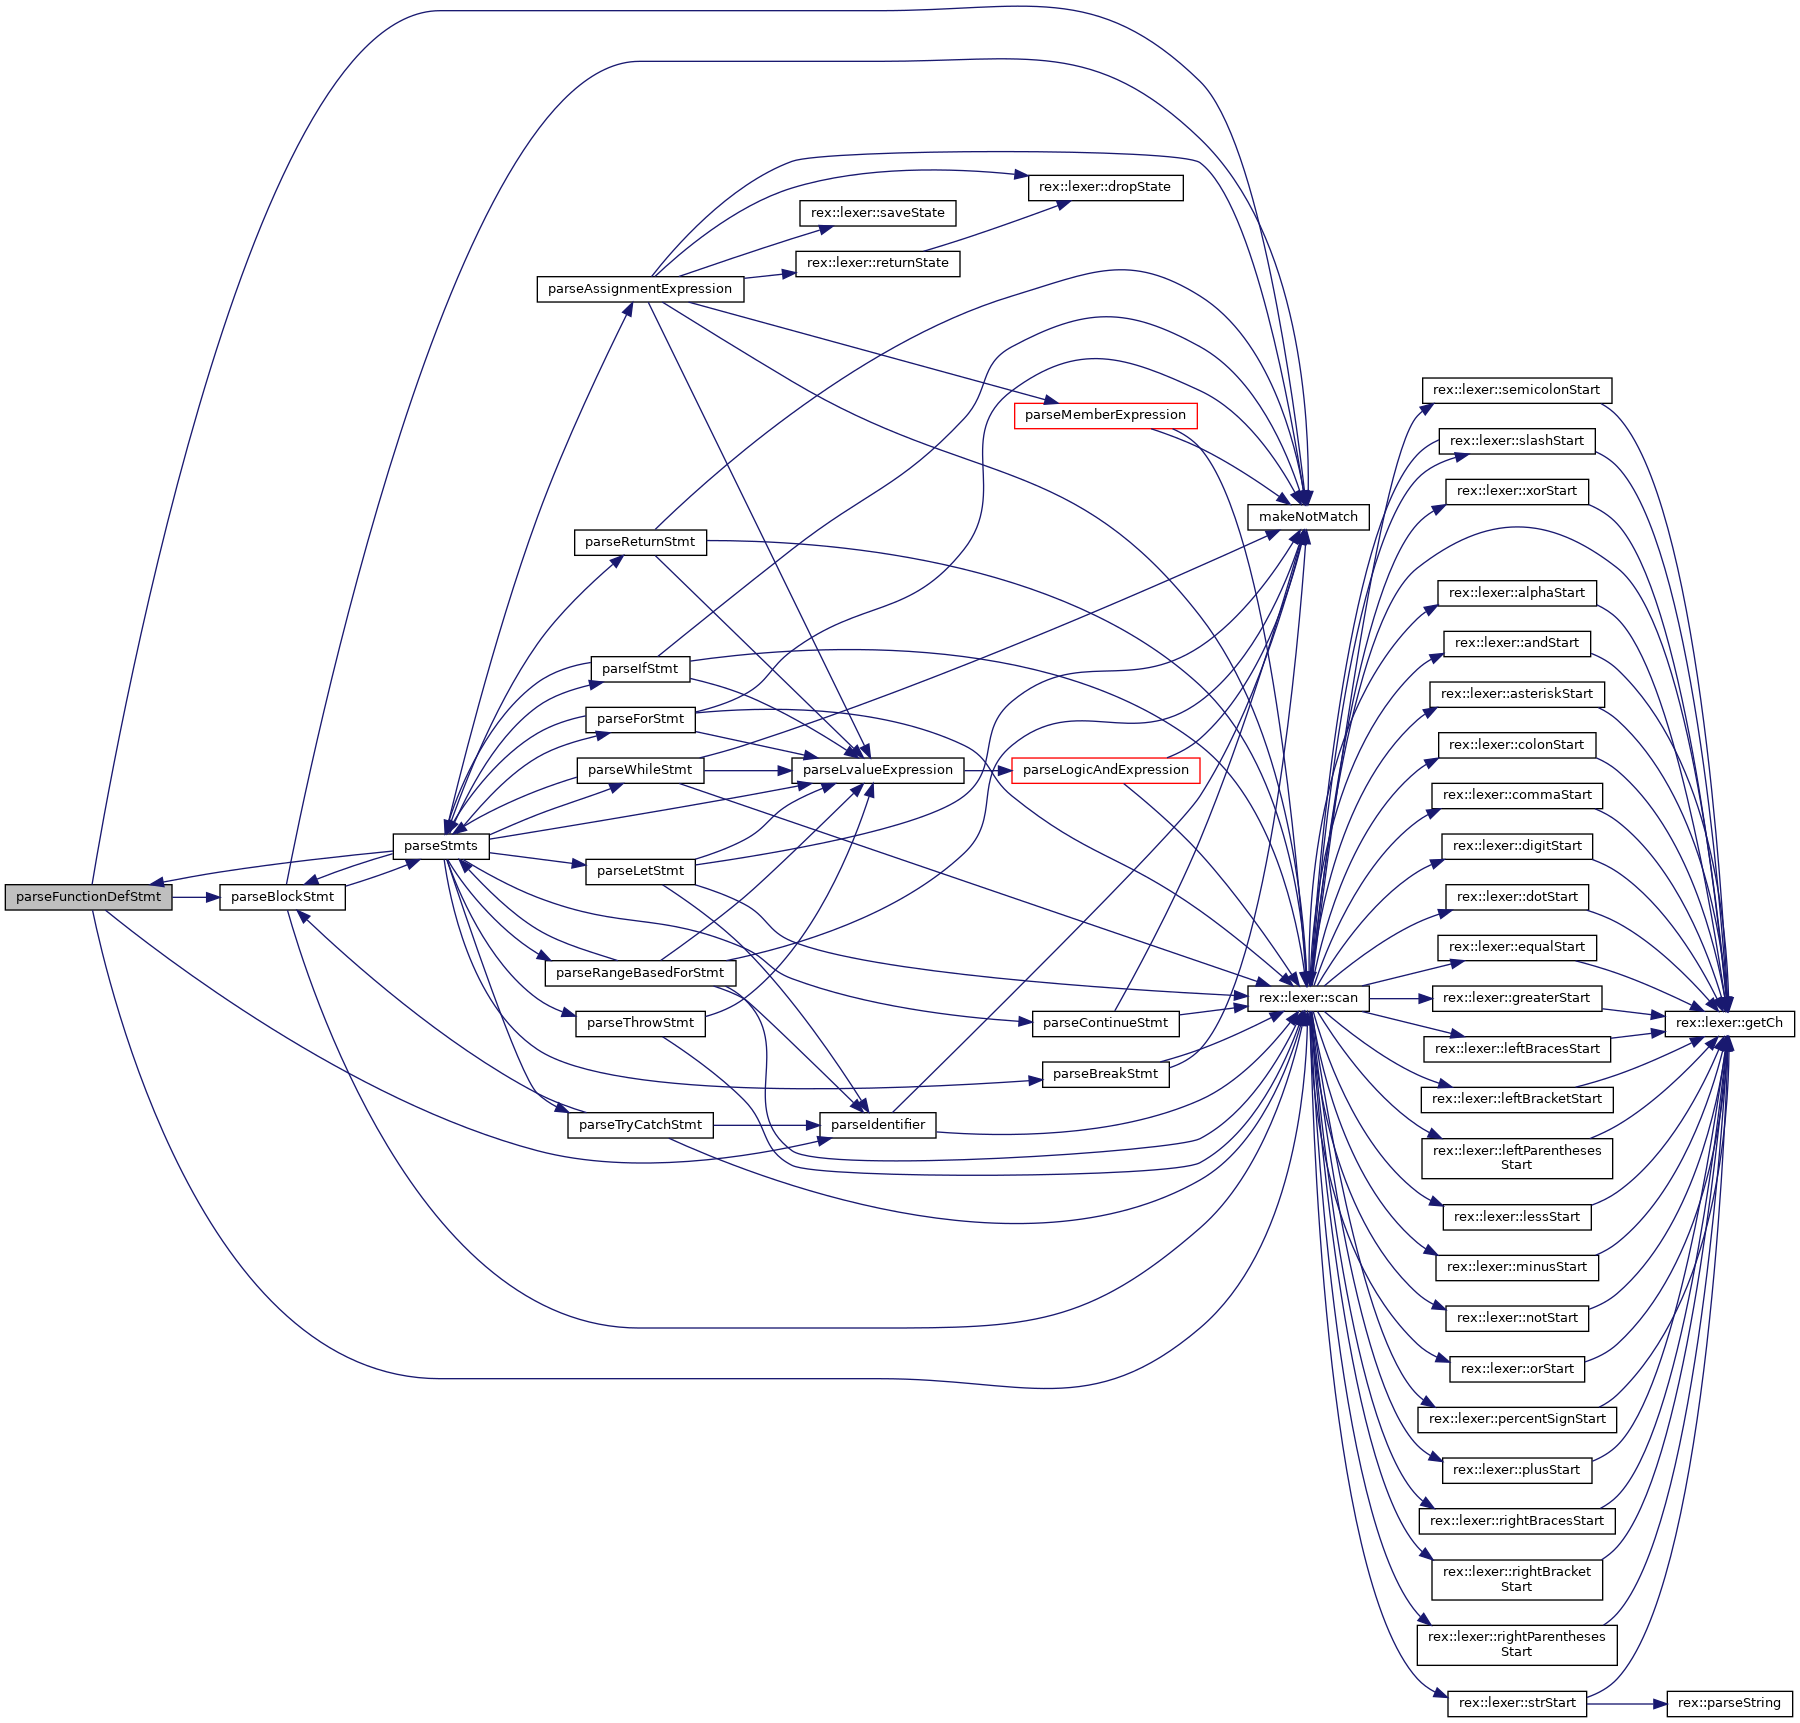 parseFunctionDefStmt
parseBlockStmt
parseStmts
parseAssignmentExpression
parseReturnStmt
parseIfStmt
parseForStmt
parseWhileStmt
parseLetStmt
parseRangeBasedForStmt
parseThrowStmt
parseTryCatchStmt
rex::lexer::saveState
rex::lexer::returnState
parseLvalueExpression
parseIdentifier
rex::lexer::dropState
parseMemberExpression
parseLogicAndExpression
parseContinueStmt
parseBreakStmt
makeNotMatch
rex::lexer::scan
rex::lexer::semicolonStart
rex::lexer::slashStart
rex::lexer::xorStart
rex::lexer::alphaStart
rex::lexer::andStart
rex::lexer::asteriskStart
rex::lexer::colonStart
rex::lexer::commaStart
rex::lexer::digitStart
rex::lexer::dotStart
rex::lexer::equalStart
rex::lexer::greaterStart
rex::lexer::leftBracesStart
rex::lexer::leftBracketStart
rex::lexer::leftParentheses
Start
rex::lexer::lessStart
rex::lexer::minusStart
rex::lexer::notStart
rex::lexer::orStart
rex::lexer::percentSignStart
rex::lexer::plusStart
rex::lexer::rightBracesStart
rex::lexer::rightBracket
Start
rex::lexer::rightParentheses
Start
rex::lexer::strStart
rex::lexer::getCh
rex::parseString